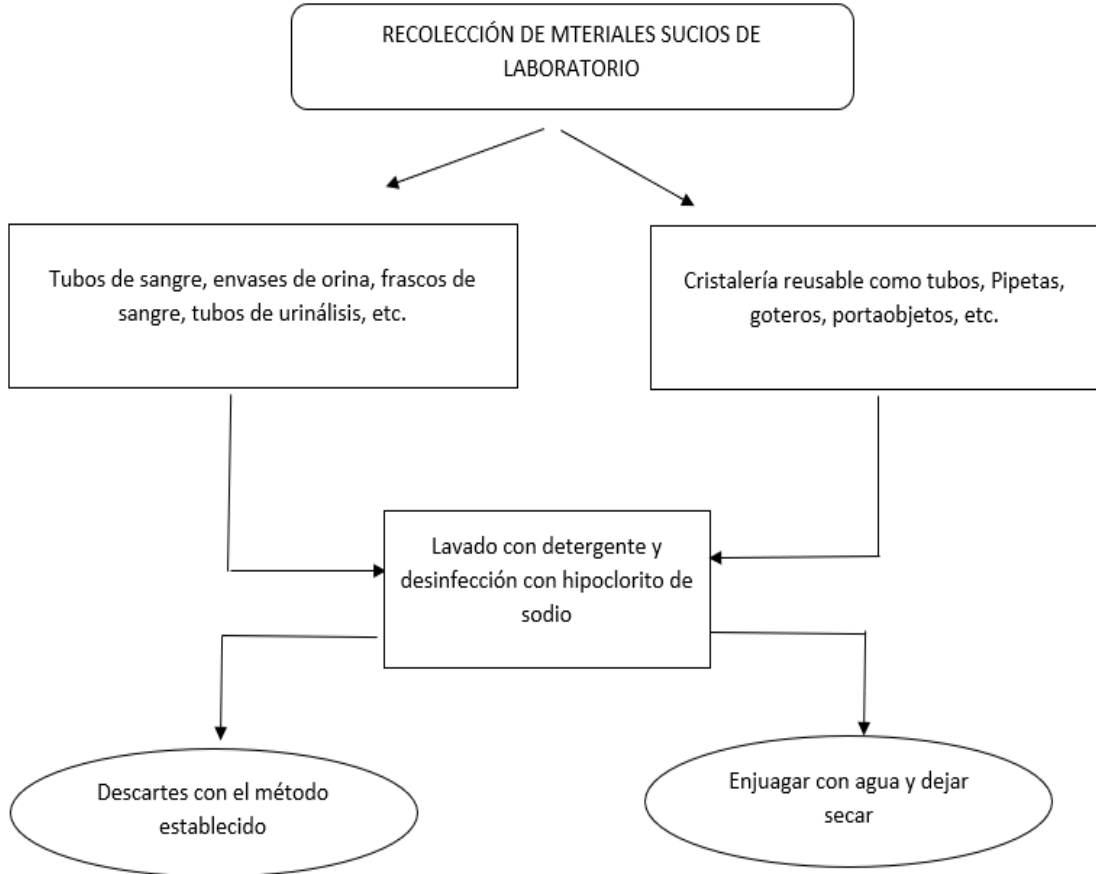 RECOLECCIÓN DE MTERIALES SUCIOS DE
LABORATORIO
Tubos de sangre, envases de orina, frascos de
sangre, tubos de urinálisis, etc.
Cristalería reusable como tubos, Pipetas,
goteros, portaobjetos, etc.
Lavado con detergente y
desinfección con hipoclorito de
sodio
Descartes con el método
establecido
Enjuagar con agua y dejar
secar